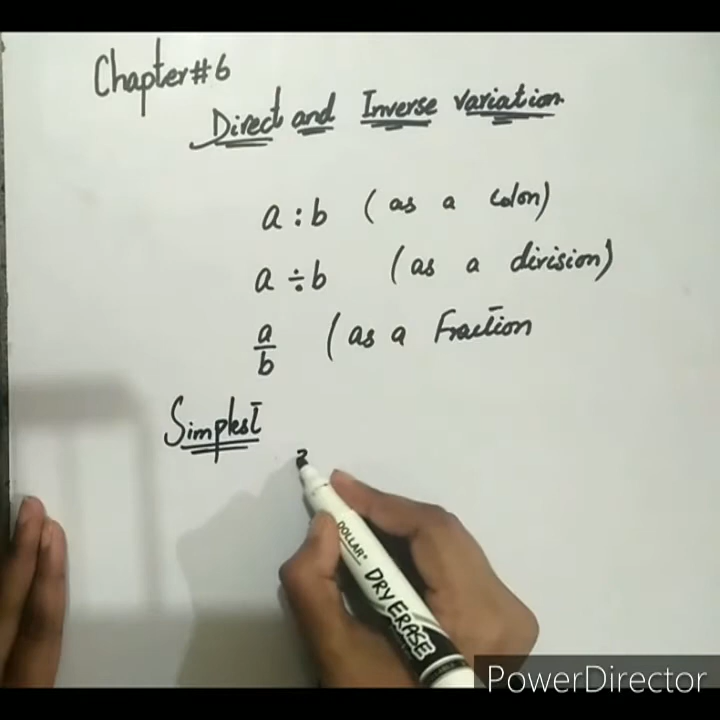 Chapter#6
Direct and Inverse variation
a : b ( as a colon)
a ÷ b (as a division)
a
b
(as a Fraction
Simplest
DOLLAR
DRY ERASE
PowerDirector